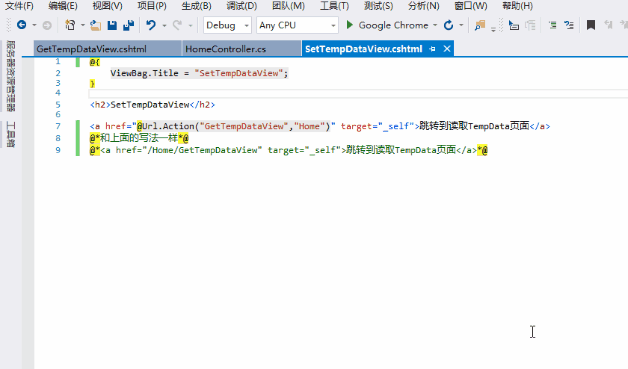 文件(F) 编辑(E) 视图(V) 项目(P) 生成(B) 调试(D) 团队(M) 工具(T) 测试(S) 分析(N) 窗口(W) 帮助(H)
Debug Any CPU Google Chrome
GetTempDataView.cshtml HomeController.cs SetTempDataView.cshtml
服务器资源管理器
工具箱
1 @{
2 ViewBag.Title = "SetTempDataView";
3 }
4
5 <h2>SetTempDataView</h2>
6
7 <a href="@Url.Action("GetTempDataView","Home")" target="_self">跳转到读取TempData页面</a>
8 @*和上面的写法一样*@
9 @*<a href="/Home/GetTempDataView" target="_self">跳转到读取TempData页面</a>*@